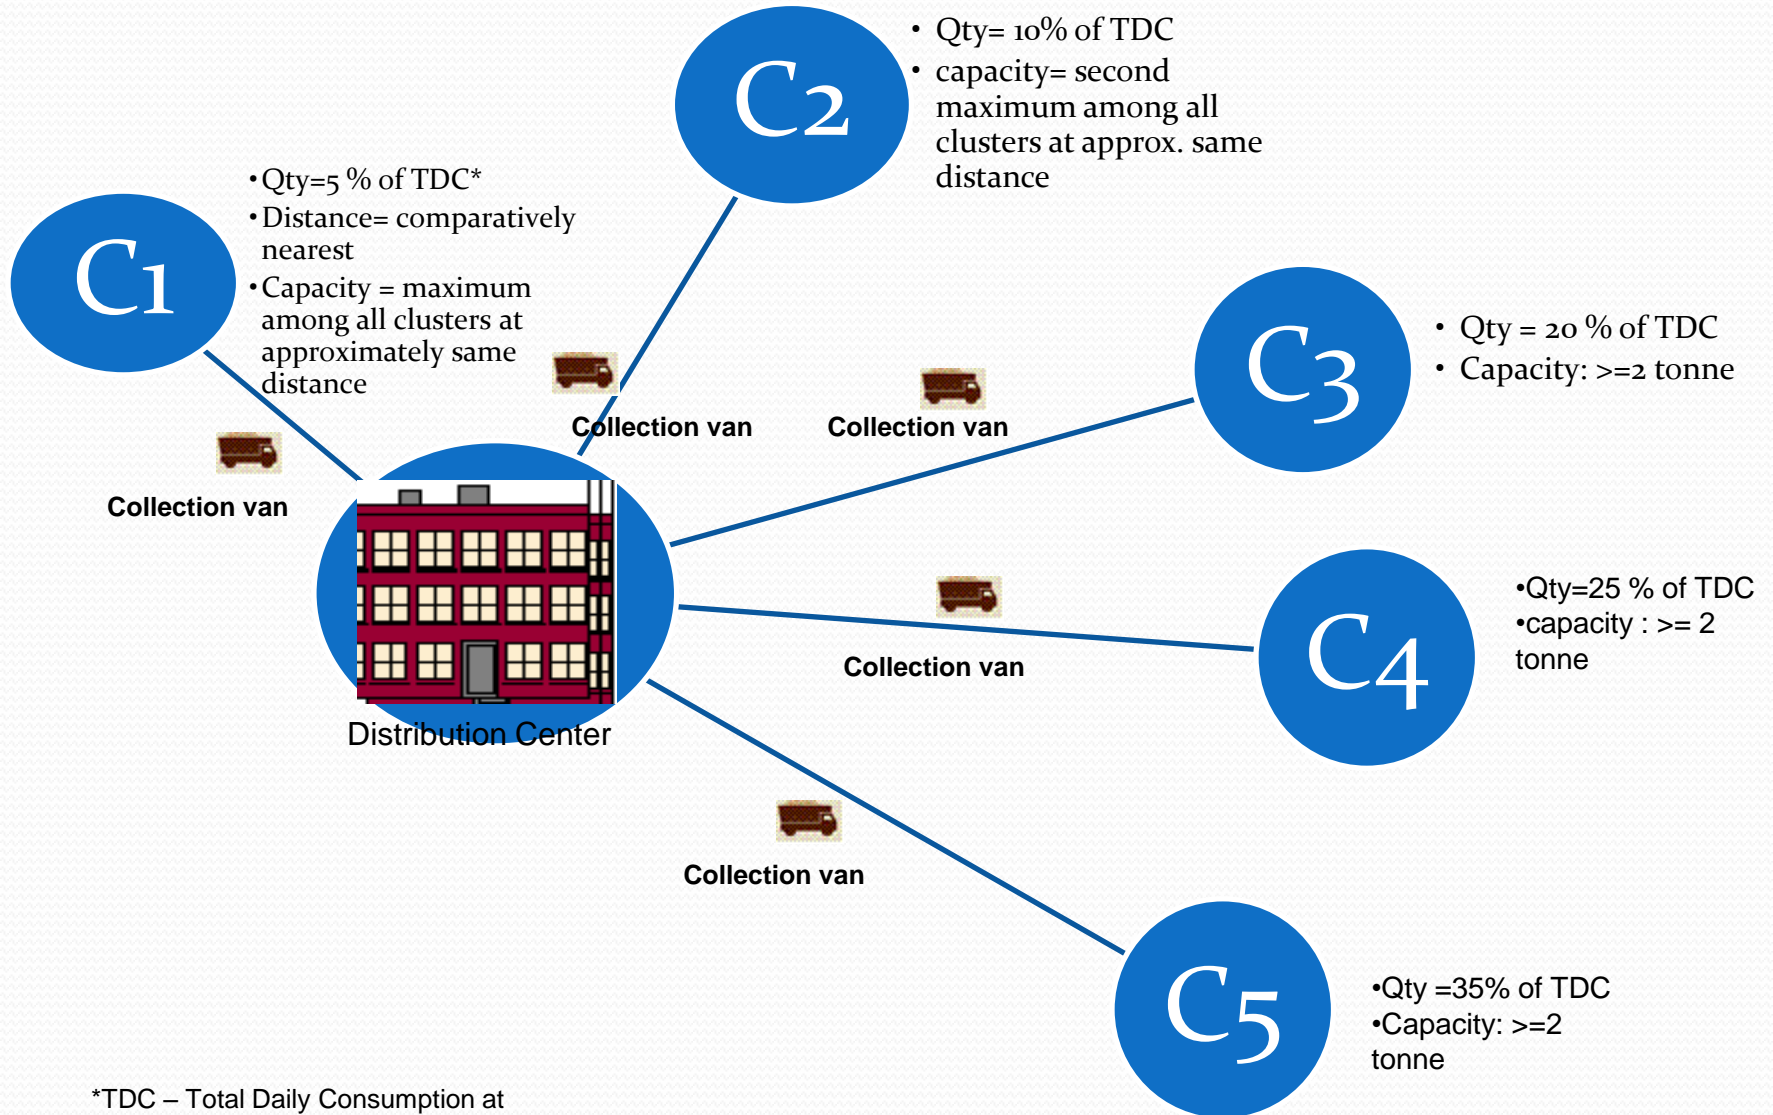 C1
•Qty=5 % of TDC*
•Distance= comparatively
nearest
•Capacity = maximum
among all clusters at
approximately same
distance
C2
• Qty= 10% of TDC
• capacity= second
maximum among all
clusters at approx. same
distance
C3
• Qty = 20 % of TDC
• Capacity: >=2 tonne
Collection van
Collection van
Collection van
C4
•Qty=25 % of TDC
•capacity : >= 2
tonne
Collection van
Distribution Center
Collection van
C5
•Qty =35% of TDC
•Capacity: >=2
tonne
*TDC – Total Daily Consumption at